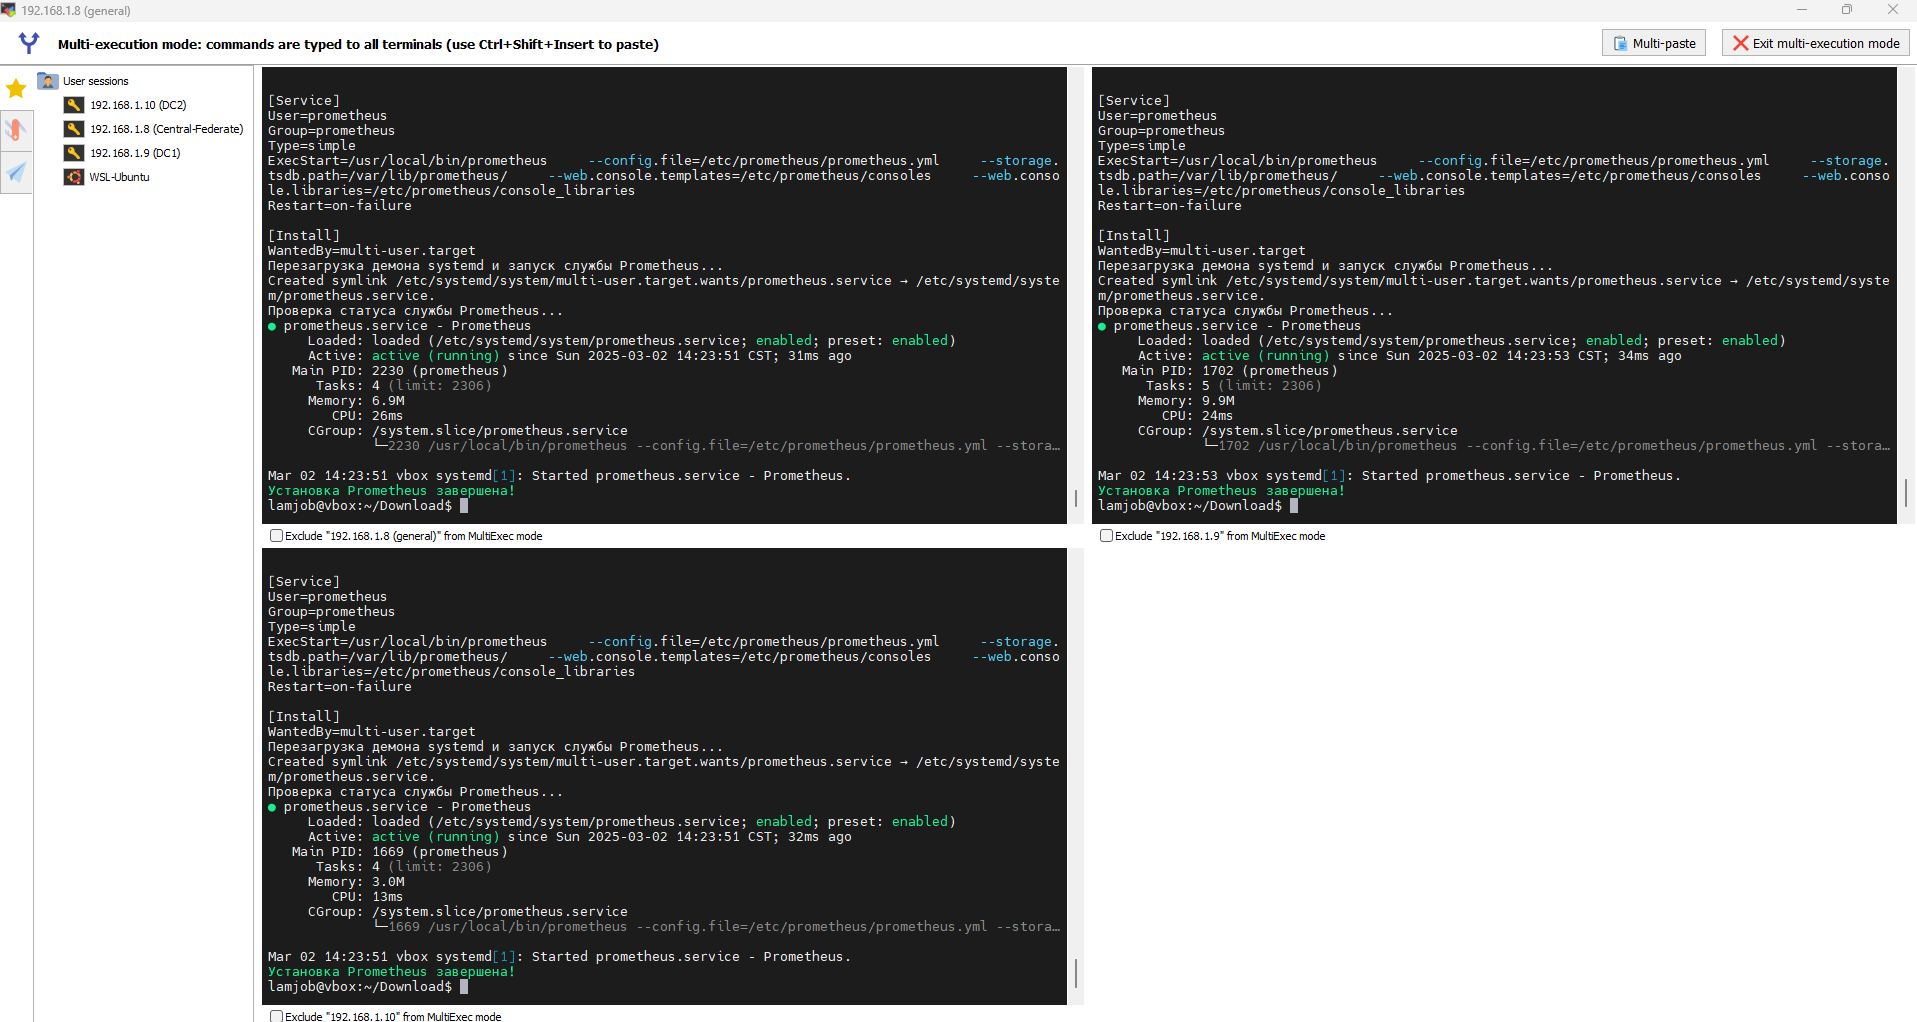 192.168.1.8 (general)
Multi-execution mode: commands are typed to all terminals (use Ctrl+Shift+Insert to paste)
Multi-paste
Exit multi-execution mode
User sessions
192.168.1.10 (DC2)
192.168.1.8 (Central-Federate)
192.168.1.9 (DC1)
WSL-Ubuntu
[Service]
User=prometheus
Group=prometheus
Type=simple
ExecStart=/usr/local/bin/prometheus     --config.file=/etc/prometheus/prometheus.yml     --storage.
tsdb.path=/var/lib/prometheus/     --web.console.templates=/etc/prometheus/consoles     --web.conso
le.libraries=/etc/prometheus/console_libraries
Restart=on-failure
[Install]
WantedBy=multi-user.target
Перезагрузка демона systemd и запуск службы Prometheus...
Created symlink /etc/systemd/system/multi-user.target.wants/prometheus.service → /etc/systemd/syste
m/prometheus.service.
Проверка статуса службы Prometheus...
● prometheus.service - Prometheus
Loaded: loaded (/etc/systemd/system/prometheus.service; enabled; preset: enabled)
Active: active (running) since Sun 2025-03-02 14:23:51 CST; 31ms ago
Main PID: 2230 (prometheus)
Tasks: 4 (limit: 2306)
Memory: 6.9M
CPU: 26ms
CGroup: /system.slice/prometheus.service
└─2230 /usr/local/bin/prometheus --config.file=/etc/prometheus/prometheus.yml --stora…
Mar 02 14:23:51 vbox systemd[1]: Started prometheus.service - Prometheus.
Установка Prometheus завершена!
lamjob@vbox:~/Download$
Exclude "192.168.1.8 (general)" from MultiExec mode
[Service]
User=prometheus
Group=prometheus
Type=simple
ExecStart=/usr/local/bin/prometheus     --config.file=/etc/prometheus/prometheus.yml     --storage.
tsdb.path=/var/lib/prometheus/     --web.console.templates=/etc/prometheus/consoles     --web.conso
le.libraries=/etc/prometheus/console_libraries
Restart=on-failure
[Install]
WantedBy=multi-user.target
Перезагрузка демона systemd и запуск службы Prometheus...
Created symlink /etc/systemd/system/multi-user.target.wants/prometheus.service → /etc/systemd/syste
m/prometheus.service.
Проверка статуса службы Prometheus...
● prometheus.service - Prometheus
Loaded: loaded (/etc/systemd/system/prometheus.service; enabled; preset: enabled)
Active: active (running) since Sun 2025-03-02 14:23:53 CST; 34ms ago
Main PID: 1702 (prometheus)
Tasks: 5 (limit: 2306)
Memory: 9.9M
CPU: 24ms
CGroup: /system.slice/prometheus.service
└─1702 /usr/local/bin/prometheus --config.file=/etc/prometheus/prometheus.yml --stora…
Mar 02 14:23:53 vbox systemd[1]: Started prometheus.service - Prometheus.
Установка Prometheus завершена!
lamjob@vbox:~/Download$
Exclude "192.168.1.9" from MultiExec mode
[Service]
User=prometheus
Group=prometheus
Type=simple
ExecStart=/usr/local/bin/prometheus     --config.file=/etc/prometheus/prometheus.yml     --storage.
tsdb.path=/var/lib/prometheus/     --web.console.templates=/etc/prometheus/consoles     --web.conso
le.libraries=/etc/prometheus/console_libraries
Restart=on-failure
[Install]
WantedBy=multi-user.target
Перезагрузка демона systemd и запуск службы Prometheus...
Created symlink /etc/systemd/system/multi-user.target.wants/prometheus.service → /etc/systemd/syste
m/prometheus.service.
Проверка статуса службы Prometheus...
● prometheus.service - Prometheus
Loaded: loaded (/etc/systemd/system/prometheus.service; enabled; preset: enabled)
Active: active (running) since Sun 2025-03-02 14:23:51 CST; 32ms ago
Main PID: 1669 (prometheus)
Tasks: 4 (limit: 2306)
Memory: 3.0M
CPU: 13ms
CGroup: /system.slice/prometheus.service
└─1669 /usr/local/bin/prometheus --config.file=/etc/prometheus/prometheus.yml --stora…
Mar 02 14:23:51 vbox systemd[1]: Started prometheus.service - Prometheus.
Установка Prometheus завершена!
lamjob@vbox:~/Download$
Exclude "192.168.1.10" from MultiExec mode